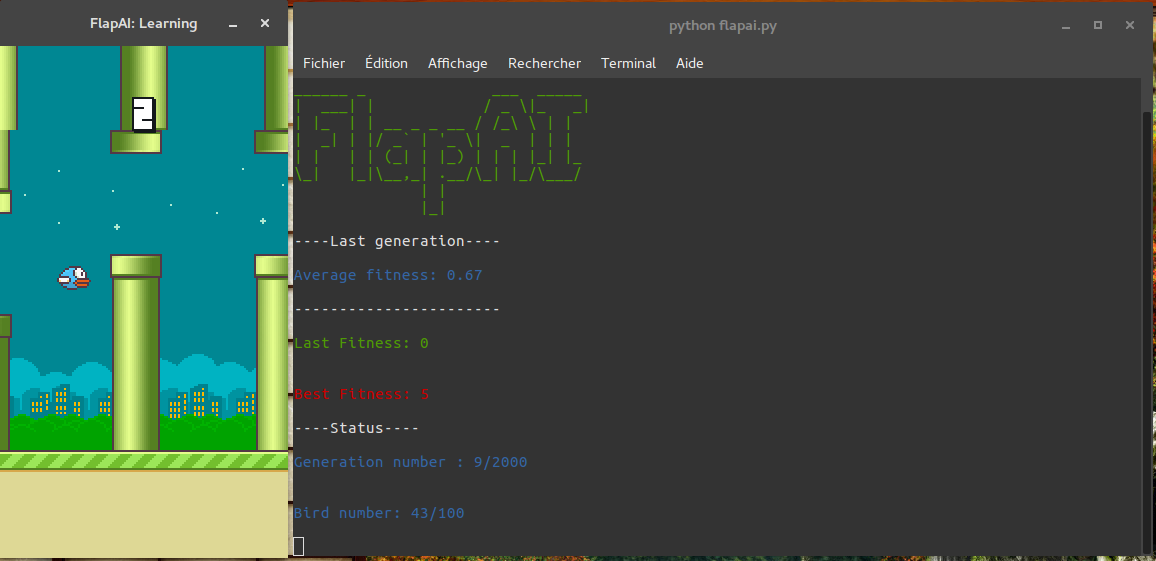 FlapAI: Learning
2
python flapai.py
Fichier Édition Affichage Rechercher Terminal Aide
FlapAI
----Last generation----
Average fitness: 0.67
-----------------------
Last Fitness: 0
Best Fitness: 5
----Status----
Generation number : 9/2000
Bird number: 43/100